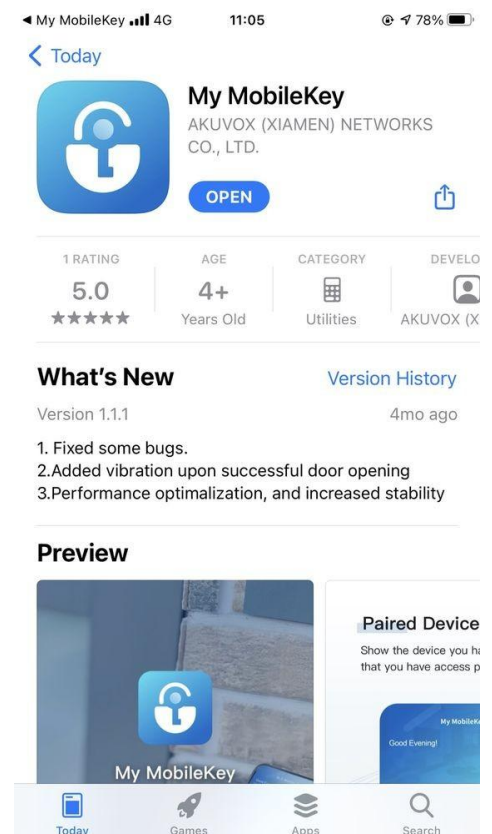 My MobileKey 4G 11:05 78%
Today
My MobileKey
AKUVOX (XIAMEN) NETWORKS
CO., LTD.
OPEN
1 RATING AGE CATEGORY DEVELO
5.0 4+
Years Old Utilities AKUVOX (X
What's New Version History
Version 1.1.1 4mo ago
1. Fixed some bugs.
2.Added vibration upon successful door opening
3.Performance optimalization, and increased stability
Preview
Paired Device
Show the device you ha
that you have access p
My MobileKe
Good Evening!
My MobileKey
Today Games Apps Search